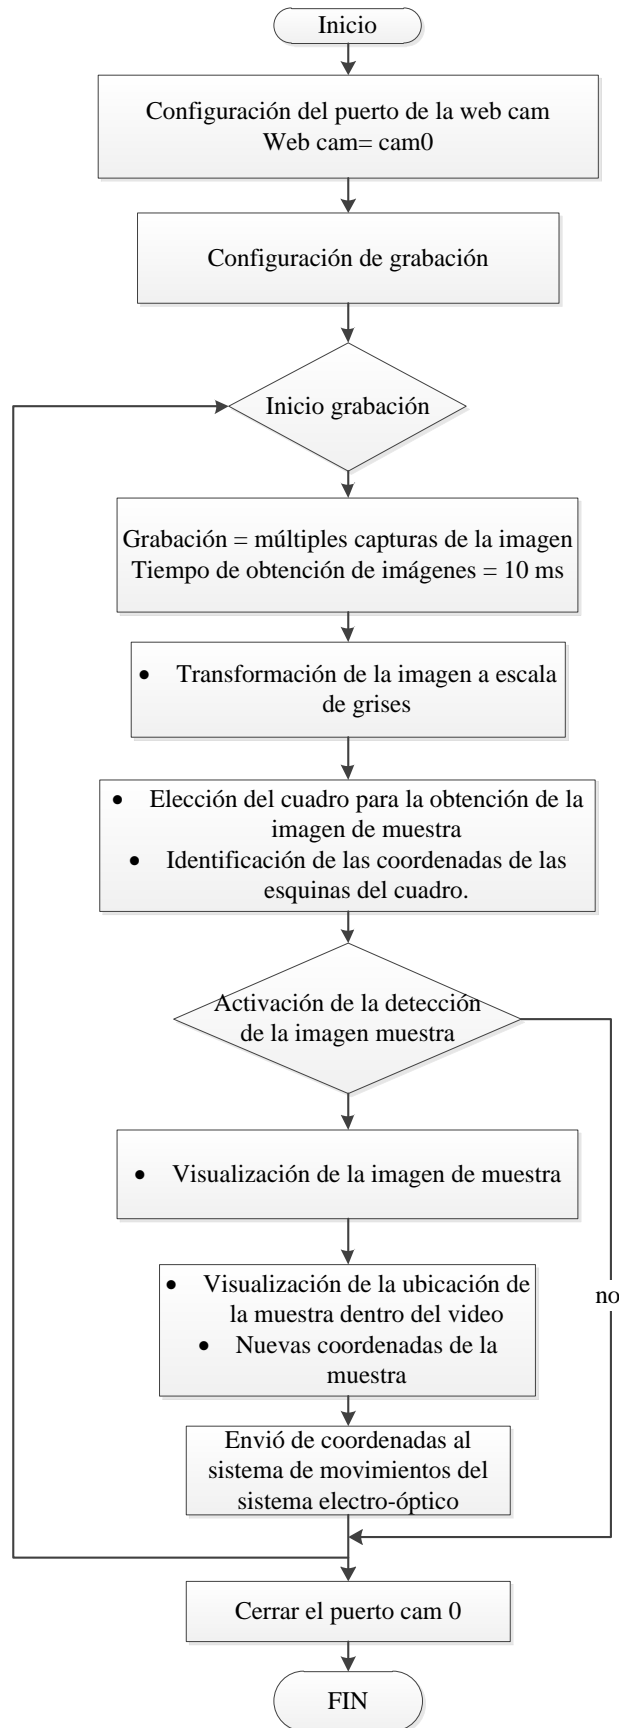 Inicio
Configuración del puerto de la web cam
Web cam= cam0
Configuración de grabación
Inicio grabación
Grabación = múltiples capturas de la imagen
Tiempo de obtención de imágenes = 10 ms
• Transformación de la imagen a escala
de grises
• Elección del cuadro para la obtención de la
imagen de muestra
• Identificación de las coordenadas de las
esquinas del cuadro.
Activación de la detección
de la imagen muestra
• Visualización de la imagen de muestra
• Visualización de la ubicación de
la muestra dentro del video
• Nuevas coordenadas de la
muestra
no
Envió de coordenadas al
sistema de movimientos del
sistema electro-óptico
Cerrar el puerto cam 0
FIN